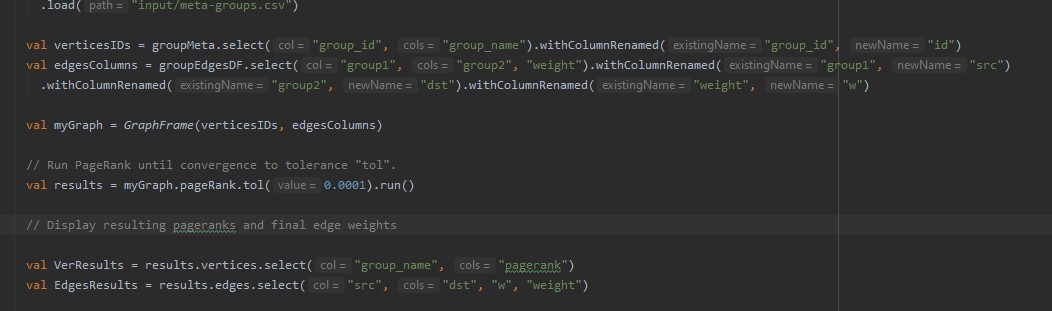 .load( path = "input/meta-groups.csv")
val verticesIDs = groupMeta.select( col = "group_id", cols = "group_name").withColumnRenamed( existingName = "group_id", newName = "id")
val edgesColumns = groupEdgesDF.select( col = "group1", cols = "group2", "weight").withColumnRenamed( existingName = "group1", newName = "src")
.withColumnRenamed( existingName = "group2", newName = "dst").withColumnRenamed( existingName = "weight", newName = "w")
val myGraph = GraphFrame(verticesIDs, edgesColumns)
// Run PageRank until convergence to tolerance "tol".
val results = myGraph.pageRank.tol( value = 0.0001).run()
// Display resulting pageranks and final edge weights
val VerResults = results.vertices.select( col = "group_name", cols = "pagerank")
val EdgesResults = results.edges.select( col = "src", cols = "dst", "w", "weight")